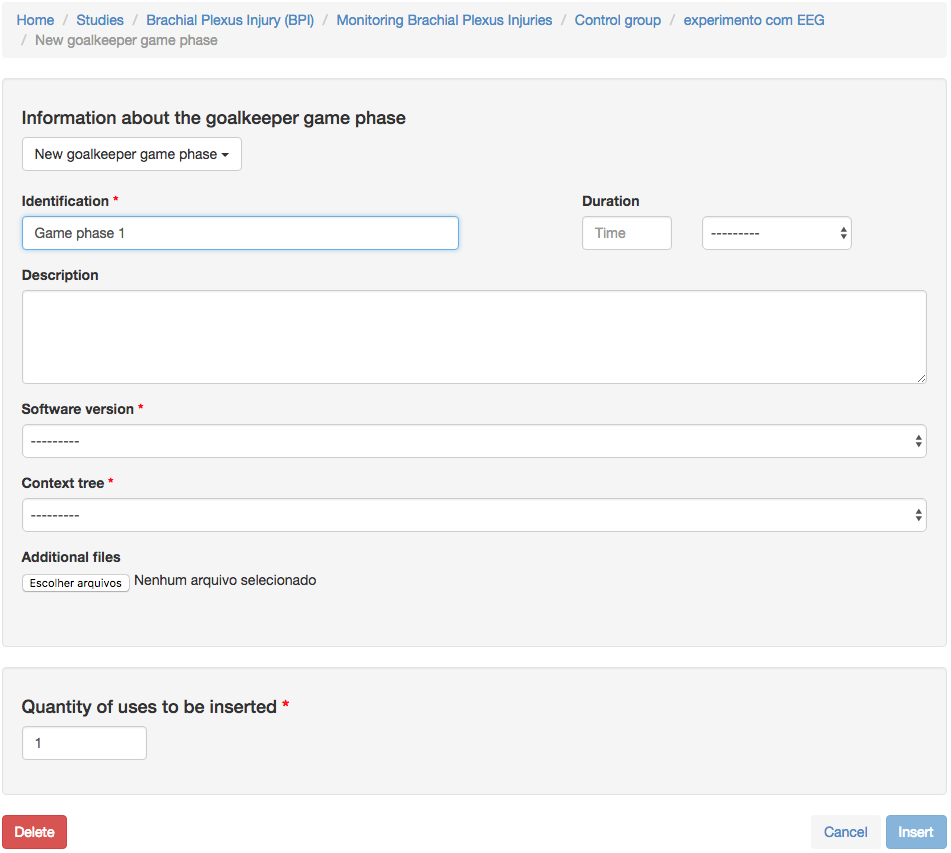 Home / Studies / Brachial Plexus Injury (BPI) / Monitoring Brachial Plexus Injuries / Control group / experimento com EEG
/ New goalkeeper game phase
Information about the goalkeeper game phase
New goalkeeper game phase
Identification * Duration
Game phase 1 Time ---------
Description
Software version *
---------
Context tree *
---------
Additional files
Escolher arquivos Nenhum arquivo selecionado
Quantity of uses to be inserted *
1
Delete Cancel Insert